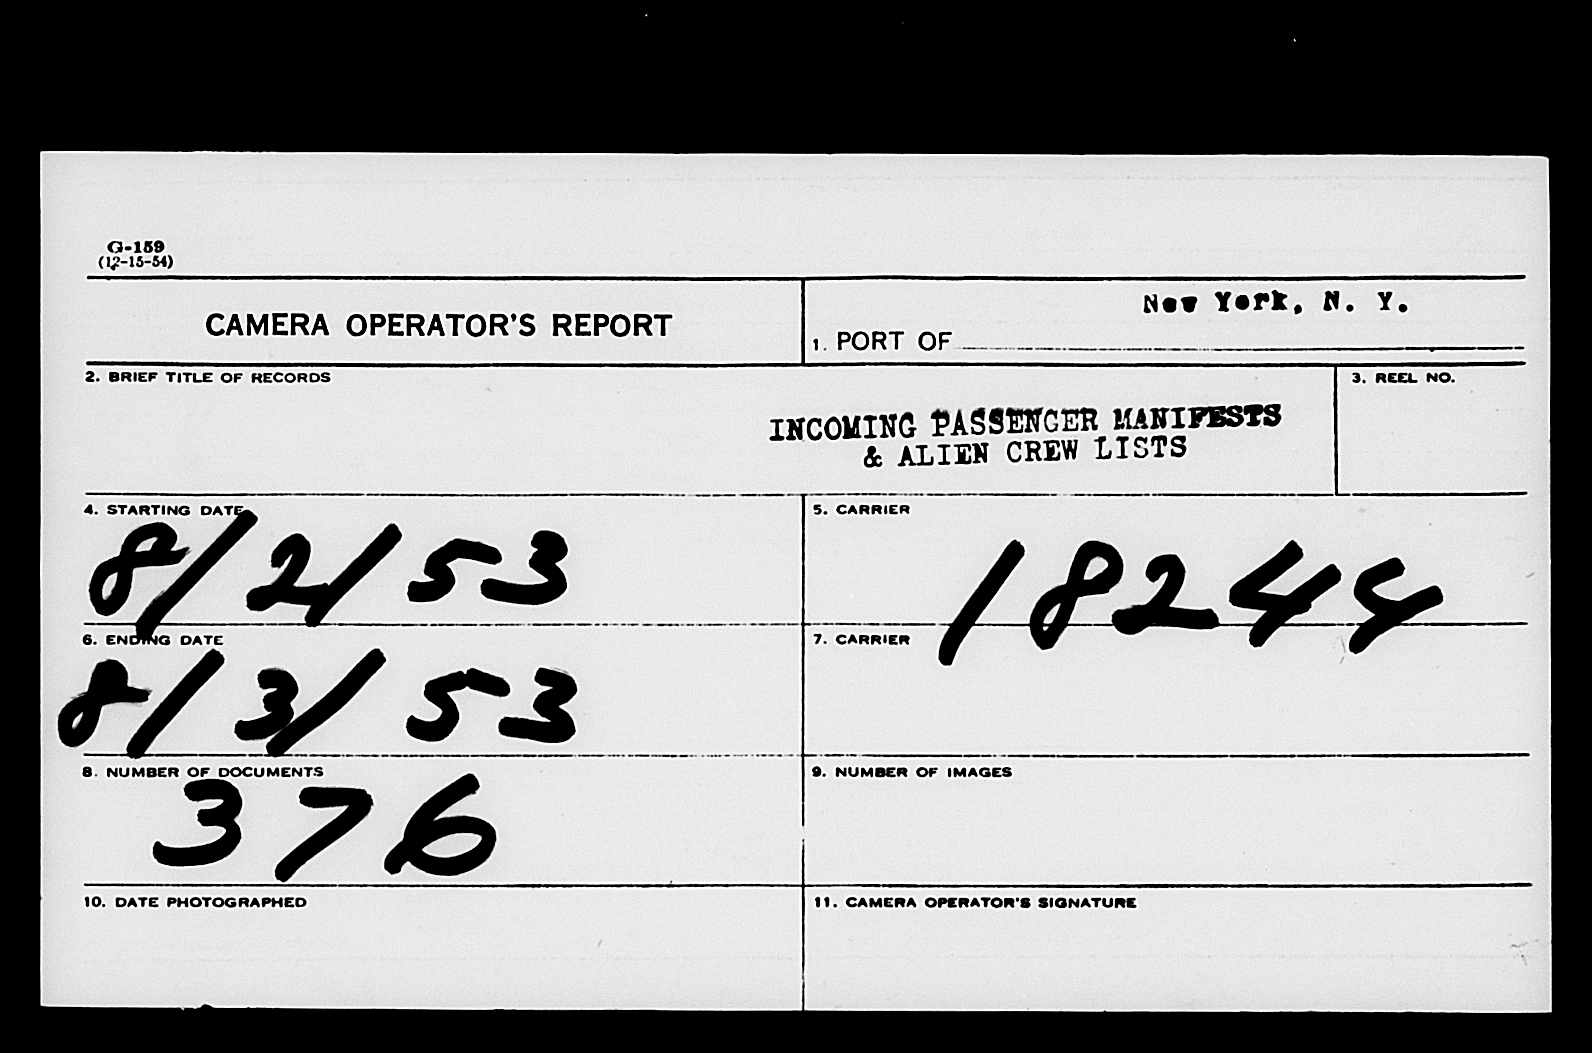 G-159
(12-15-54)
CAMERA OPERATOR'S REPORT
1. PORT OF New York, N. Y.
2. BRIEF TITLE OF RECORDS
INCOMING PASSENGER MANIFESTS
& ALIEN CREW LISTS
3. REEL NO.
4. STARTING DATE
8/2/53
5. CARRIER
18244
6. ENDING DATE
8/3/53
7. CARRIER
8. NUMBER OF DOCUMENTS
376
9. NUMBER OF IMAGES
10. DATE PHOTOGRAPHED
11. CAMERA OPERATOR'S SIGNATURE